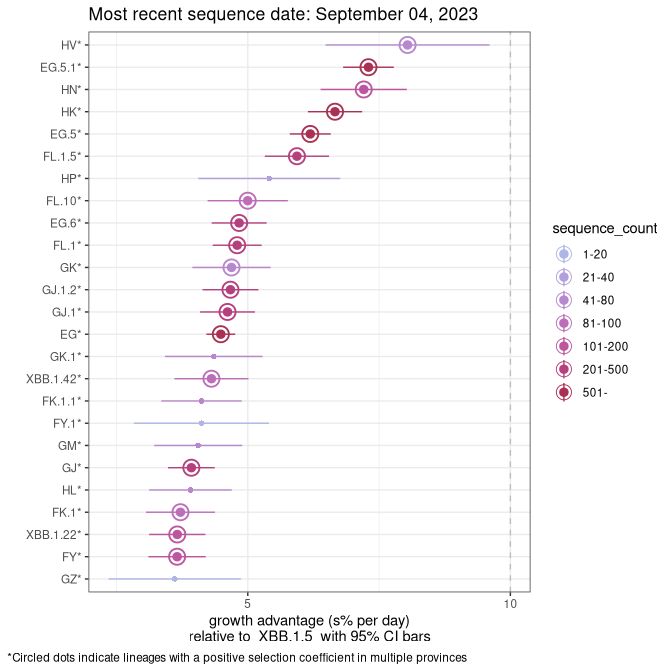 Most recent sequence date: September 04, 2023
HV*
EG.5.1*
HN*
HK*
EG.5*
FL.1.5*
HP*
FL.10*
EG.6*
FL.1*
GK*
GJ.1.2*
GJ.1*
EG*
GK.1*
XBB.1.42*
FK.1.1*
FY.1*
GM*
GJ*
HL*
FK.1*
XBB.1.22*
FY*
GZ*
5 10
growth advantage (s% per day)
relative to XBB.1.5 with 95% CI bars
*Circled dots indicate lineages with a positive selection coefficient in multiple provinces
sequence_count
1-20
21-40
41-80
81-100
101-200
201-500
501-